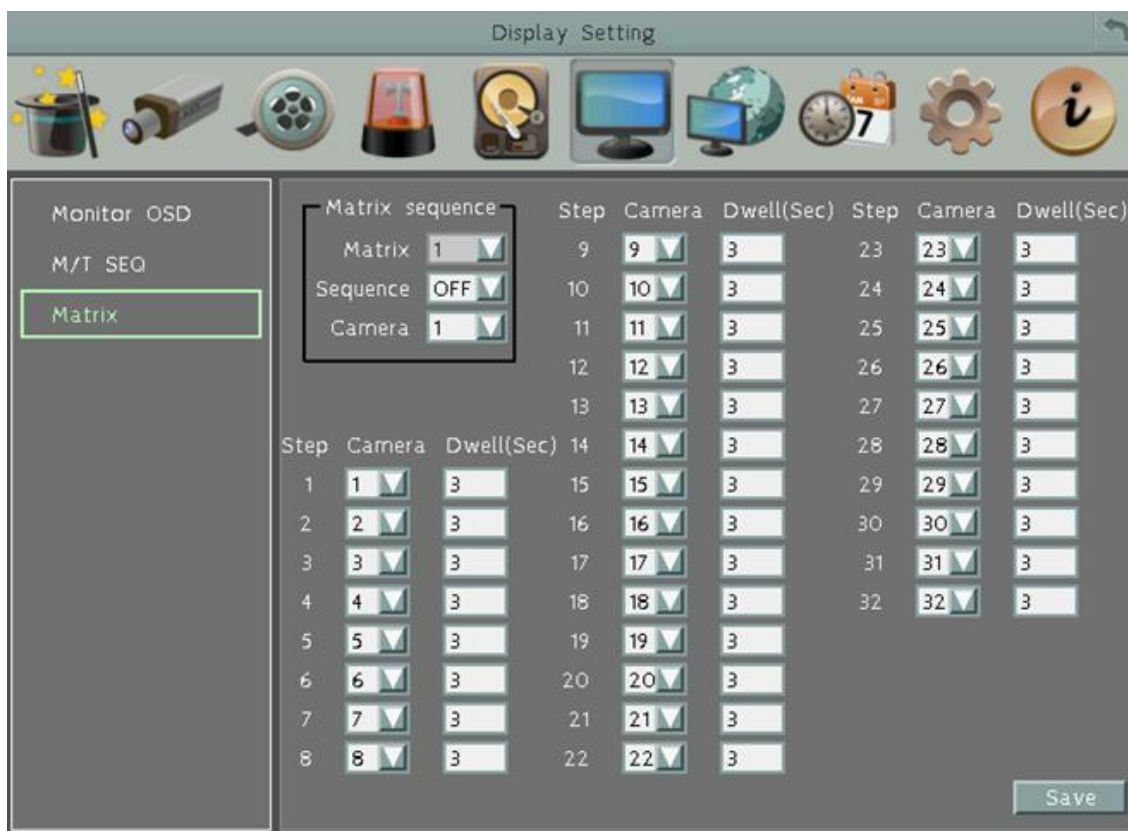 Display Setting
JAN SP
7
i
Monitor OSD
M/T SEQ
Matrix
Matrix sequence
Matrix 1
Sequence OFF
Camera 1
Step Camera Dwell(Sec)
1 1 3
2 2 3
3 3 3
4 4 3
5 5 3
6 6 3
7 7 3
8 8 3
Step Camera Dwell(Sec)
9 9 3
10 10 3
11 11 3
12 12 3
13 13 3
14 14 3
15 15 3
16 16 3
17 17 3
18 18 3
19 19 3
20 20 3
21 21 3
22 22 3
Step Camera Dwell(Sec)
23 23 3
24 24 3
25 25 3
26 26 3
27 27 3
28 28 3
29 29 3
30 30 3
31 31 3
32 32 3
Save